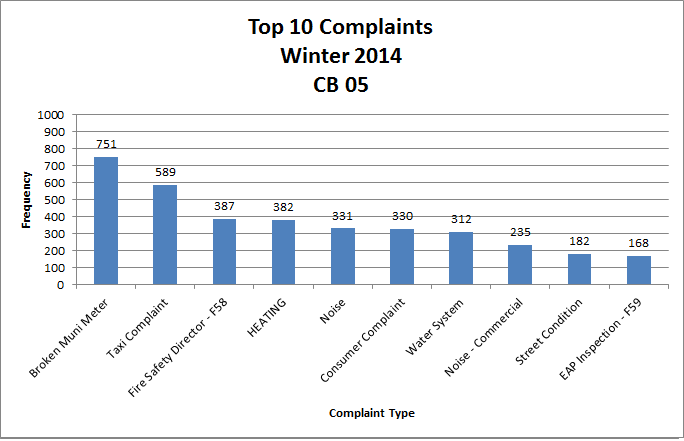 Top 10 Complaints
Winter 2014
CB 05
Frequency
1000
900
800
700
600
500
400
300
200
100
0
751
589
387
382
331
330
312
235
182
168
Broken Muni Meter
Taxi Complaint
Fire Safety Director - F58
HEATING
Noise
Consumer Complaint
Water System
Noise - Commercial
Street Condition
EAP Inspection - F59
Complaint Type